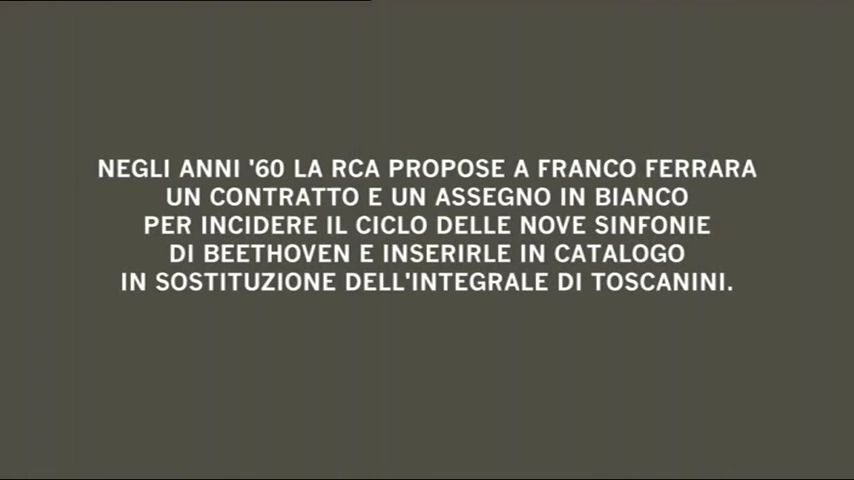 NEGLI ANNI '60 LA RCA PROPOSE A FRANCO FERRARA
UN CONTRATTO E UN ASSEGNO IN BIANCO
PER INCIDERE IL CICLO DELLE NOVE SINFONIE
DI BEETHOVEN E INSERIRLE IN CATALOGO
IN SOSTITUZIONE DELL'INTEGRALE DI TOSCANINI.